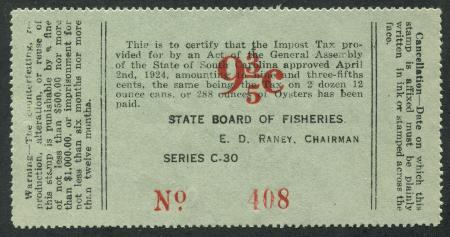 Warning—The counterfeiting, re-
production, alteration or reuse of
this stamp is punishable by a fine
of not less than $500.00 nor more
than $1,000.00, or imprisonment for
not less than six months nor more
than twelve months.
This is to certify that the Impost Tax pro-
vided for by an Act of the General Assembly
of the State of South Carolina approved April
2nd, 1924, amounting to nine and three-fifths
cents, the same being the tax on 2 dozen 12
ounce cans, or 288 ounces of Oysters has been
paid.
9 3/5 c
STATE BOARD OF FISHERIES.
E. D. RANEY, CHAIRMAN
SERIES C-30
No 408
Cancellation Date on which this
stamp is affixed must be plainly
written in ink or stamped across the
face.